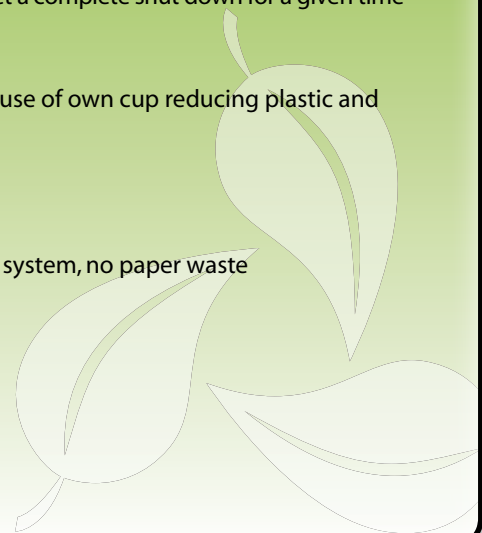 a complete shut down for a given time
use of own cup reducing plastic and
system, no paper waste